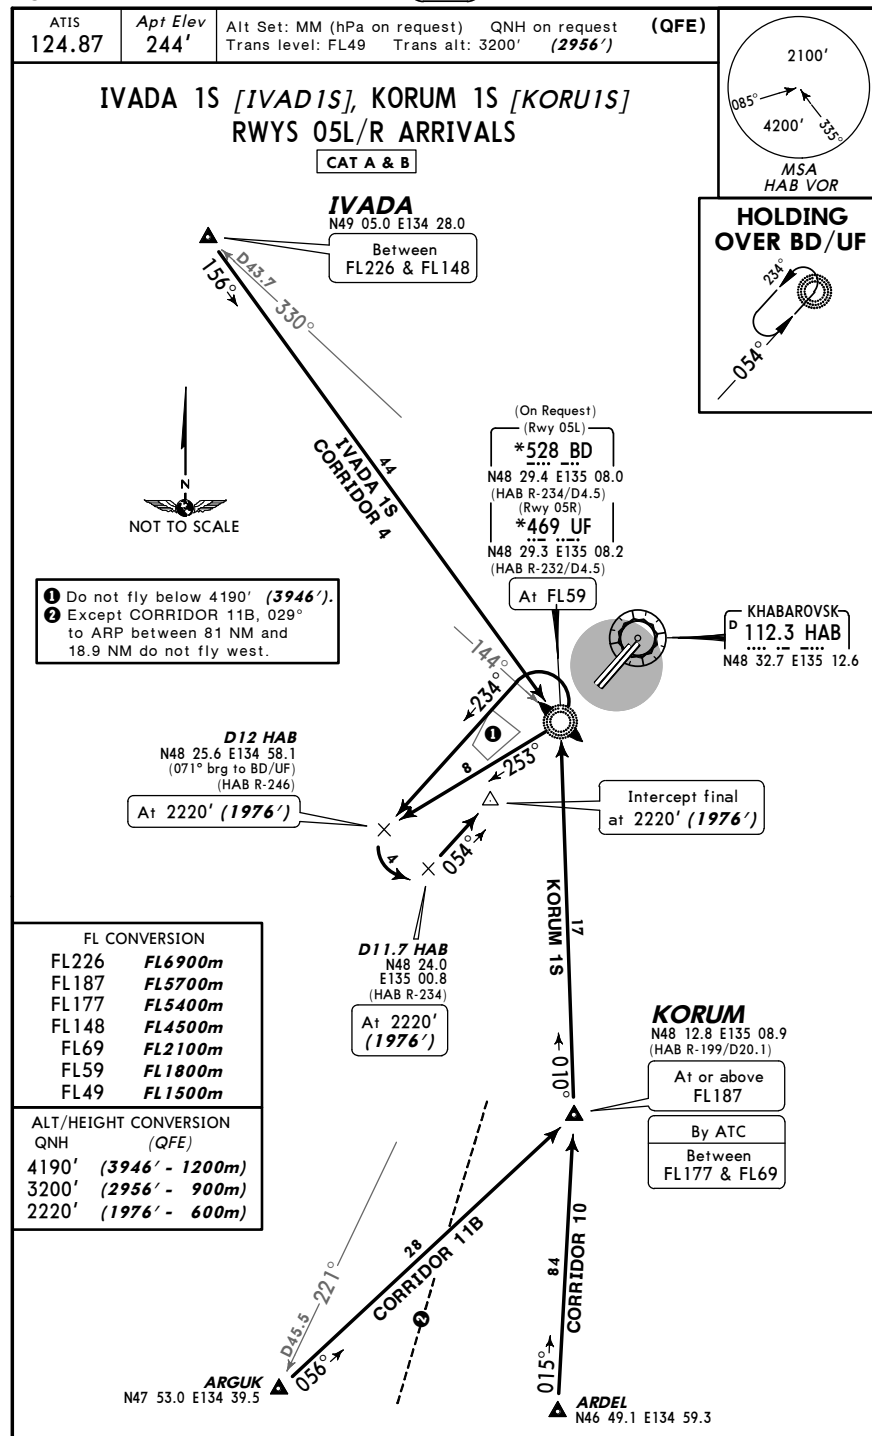 ATIS
124.87
Apt Elev
244'
Alt Set: MM (hPa on request) QNH on request (QFE)
Trans level: FL49 Trans alt: 3200' (2956')
2100'
085°
335°
4200'
MSA
HAB VOR
IVADA 1S [IVAD1S], KORUM 1S [KORU1S]
RWYS 05L/R ARRIVALS
CAT A & B
HOLDING
OVER BD/UF
234°
054°
IVADA
N49 05.0 E134 28.0
Between
FL226 & FL148
156°
D43.7
330°
44
IVADA 1S
CORRIDOR 4
N
NOT TO SCALE
(On Request)
(Rwy 05L)
*528 BD
N48 29.4 E135 08.0
(HAB R-234/D4.5)
(Rwy 05R)
*469 UF
N48 29.3 E135 08.2
(HAB R-232/D4.5)
At FL59
1 Do not fly below 4190' (3946').
2 Except CORRIDOR 11B, 029°
to ARP between 81 NM and
18.9 NM do not fly west.
KHABAROVSK
D 112.3 HAB
N48 32.7 E135 12.6
144°
234°
1
8
253°
D12 HAB
N48 25.6 E134 58.1
(071° brg to BD/UF)
(HAB R-246)
At 2220' (1976')
Intercept final
at 2220' (1976')
4
054°
D11.7 HAB
N48 24.0
E135 00.8
(HAB R-234)
At 2220'
(1976')
KORUM 1S
17
010°
FL CONVERSION
FL226 FL6900m
FL187 FL5700m
FL177 FL5400m
FL148 FL4500m
FL69 FL2100m
FL59 FL1800m
FL49 FL1500m
ALT/HEIGHT CONVERSION
QNH (QFE)
4190' (3946' - 1200m)
3200' (2956' - 900m)
2220' (1976' - 600m)
KORUM
N48 12.8 E135 08.9
(HAB R-199/D20.1)
At or above
FL187
By ATC
Between
FL177 & FL69
28
CORRIDOR 11B
2
84
CORRIDOR 10
D45.5
221°
056°
015°
ARGUK
N47 53.0 E134 39.5
ARDEL
N46 49.1 E134 59.3